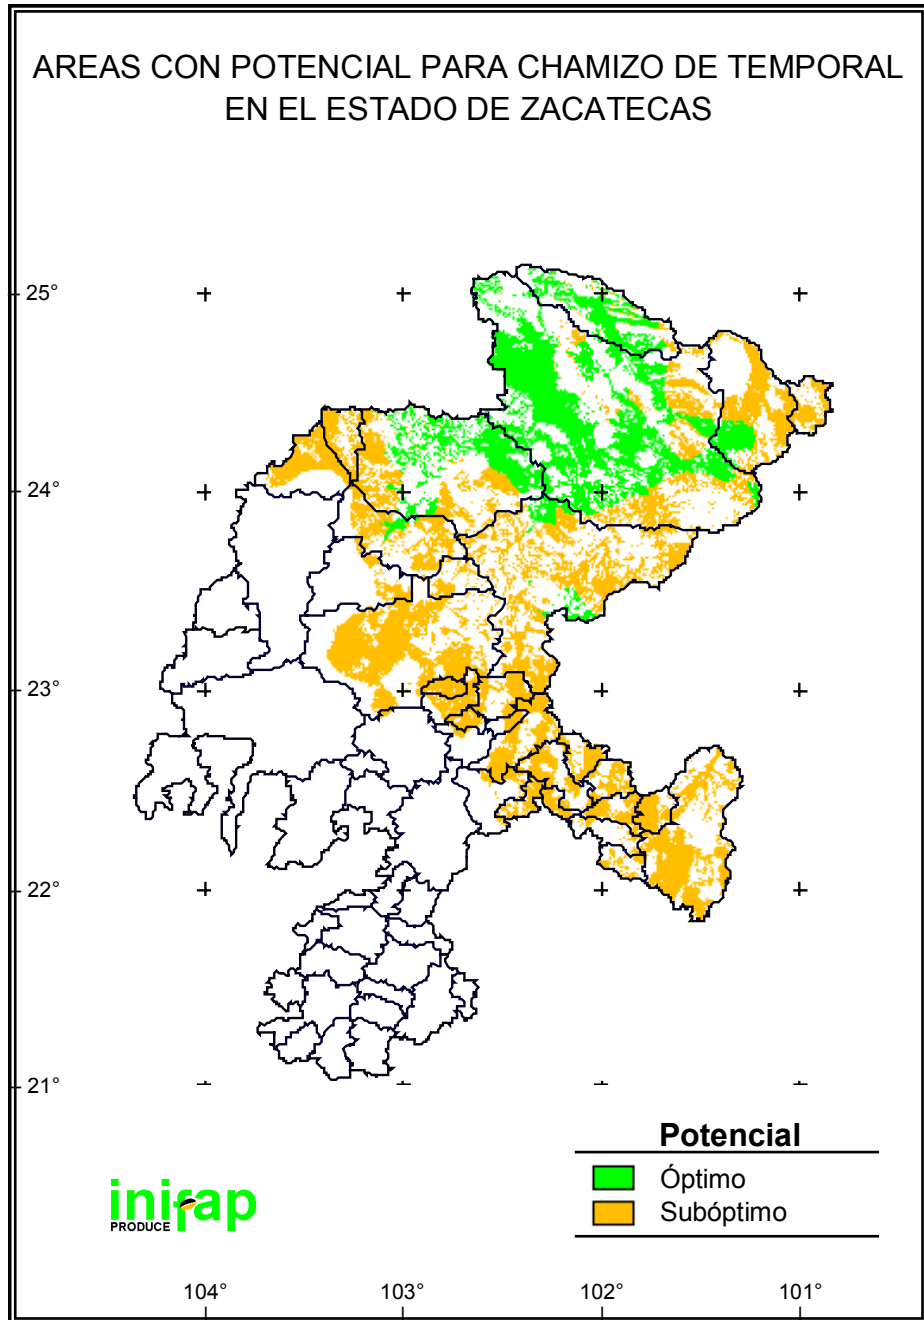 AREAS CON POTENCIAL PARA CHAMIZO DE TEMPORAL
EN EL ESTADO DE ZACATECAS
25°
24°
23°
22°
21°
Potencial
Óptimo
Subóptimo
inifap
PRODUCE
104°
103°
102°
101°